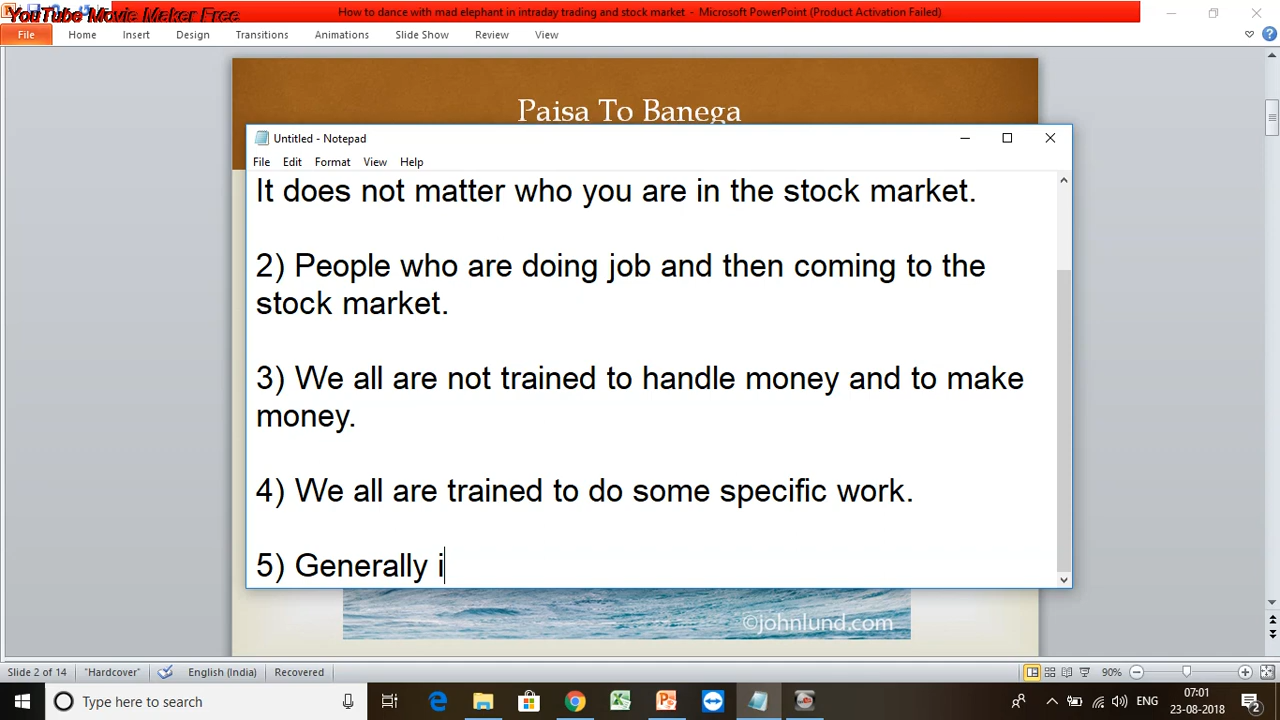 YouTube Movie Maker Free
How to dance with mad elephant in intraday trading and stock market - Microsoft PowerPoint (Product Activation Failed)
File Home Insert Design Transitions Animations Slide Show Review View
Paisa To Banega
Untitled - Notepad
File Edit Format View Help
It does not matter who you are in the stock market.
2) People who are doing job and then coming to the
stock market.
3) We all are not trained to handle money and to make
money.
4) We all are trained to do some specific work.
5) Generally i
©johnlund.com
Slide 2 of 14 "Hardcover" English (India) Recovered 90%
Type here to search
ENG
07:01
23-08-2018
2